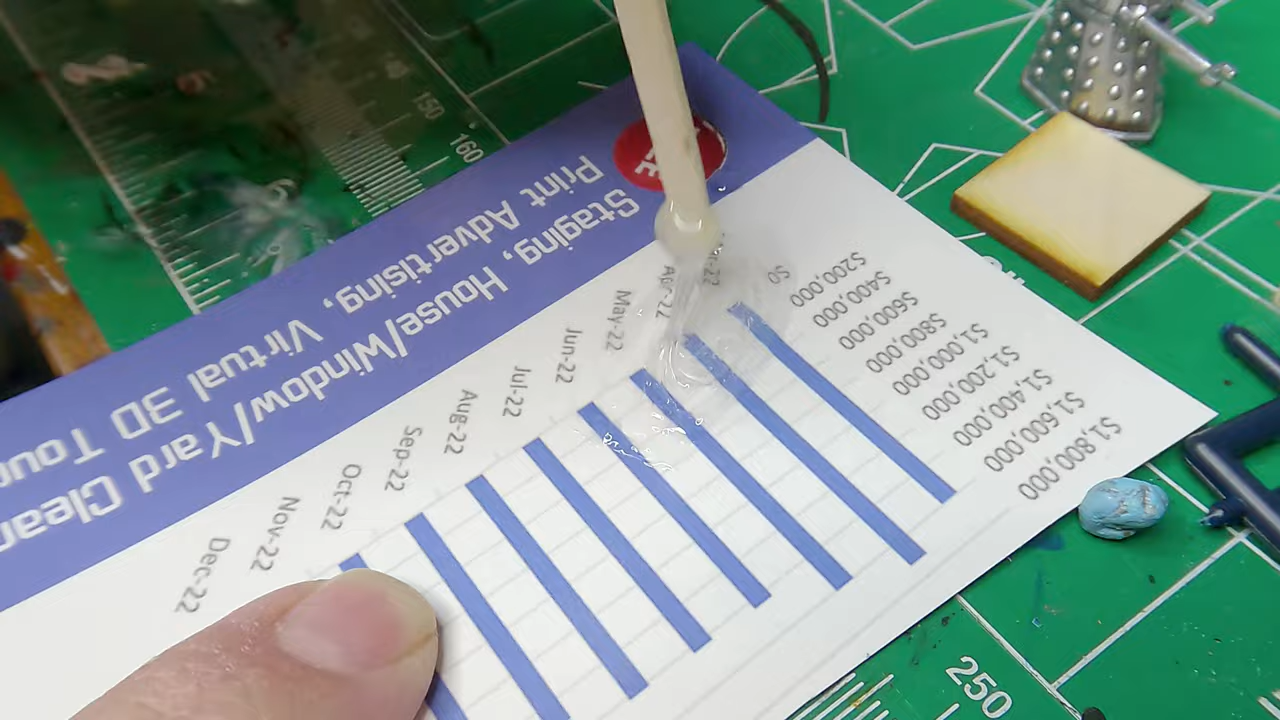 $1,800,000
$1,600,000
$1,400,000
$1,200,000
$1,000,000
$800,000
$600,000
$400,000
$200,000
$0
Apr-22
May-22
Jun-22
Jul-22
Aug-22
Sep-22
Oct-22
Nov-22
Dec-22
Staging, House/Window/Yard Clean
Print Advertising, Virtual 3D Tou
150
160
250